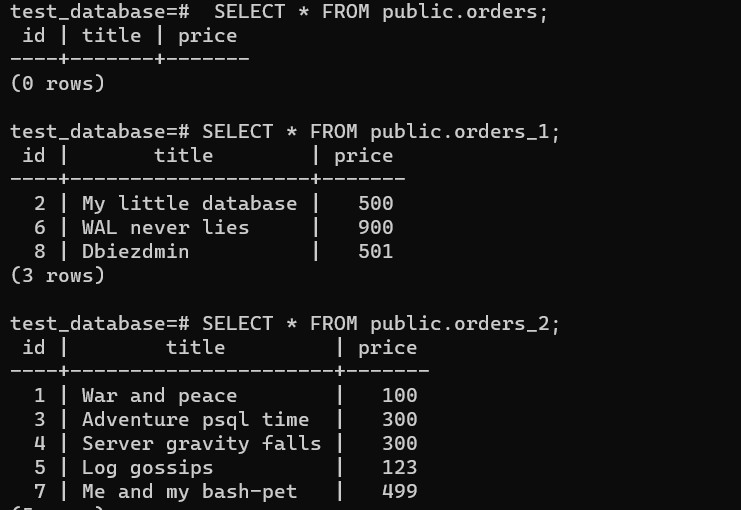 test_database=#  SELECT * FROM public.orders;
 id | title | price
----+-------+-------
(0 rows)
test_database=# SELECT * FROM public.orders_1;
 id |       title        | price
----+--------------------+-------
  2 | My little database |   500
  6 | WAL never lies     |   900
  8 | Dbiezdmin          |   501
(3 rows)
test_database=# SELECT * FROM public.orders_2;
 id |        title         | price
----+----------------------+-------
  1 | War and peace        |   100
  3 | Adventure psql time  |   300
  4 | Server gravity falls |   300
  5 | Log gossips          |   123
  7 | Me and my bash-pet   |   499